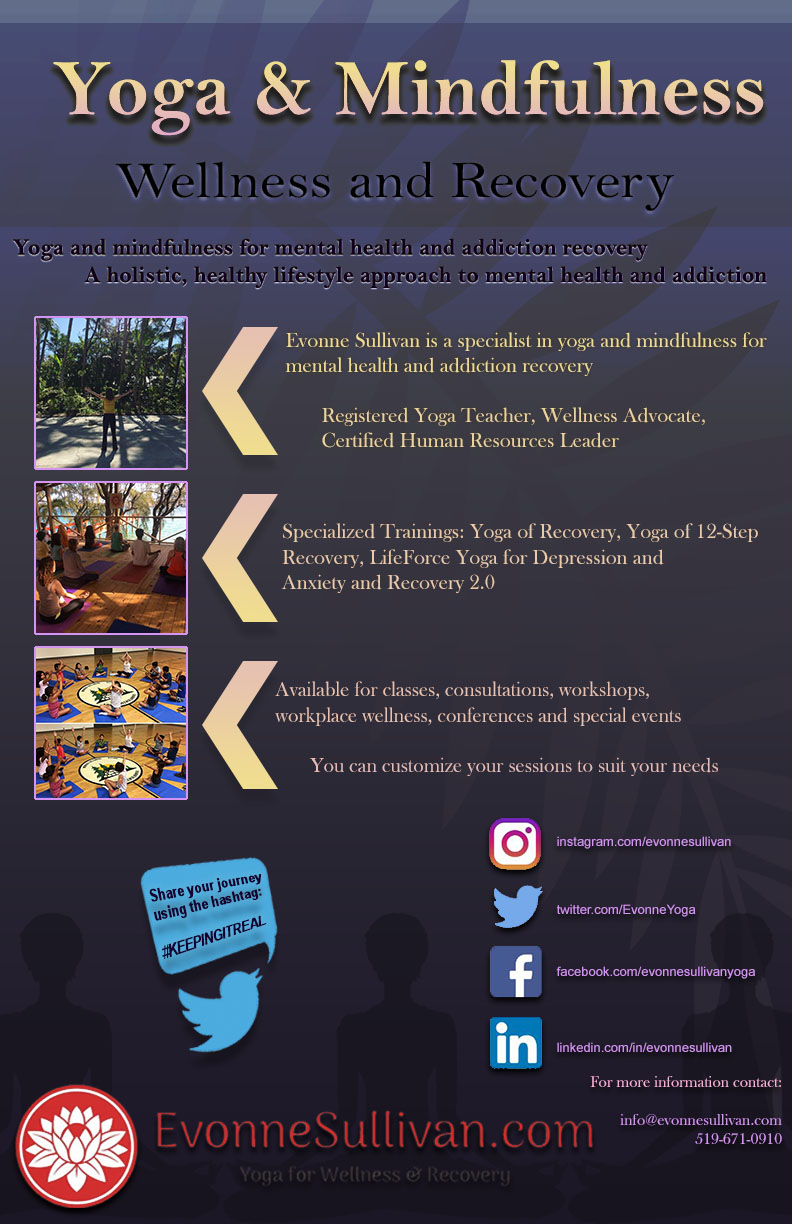 Yoga & Mindfulness
Wellness and Recovery
Yoga and mindfulness for mental health and addiction recovery
A holistic, healthy lifestyle approach to mental health and addiction
Evonne Sullivan is a specialist in yoga and mindfulness for
mental health and addiction recovery
Registered Yoga Teacher, Wellness Advocate,
Certified Human Resources Leader
Specialized Trainings: Yoga of Recovery, Yoga of 12-Step
Recovery, LifeForce Yoga for Depression and
Anxiety and Recovery 2.0
Available for classes, consultations, workshops,
workplace wellness, conferences and special events
You can customize your sessions to suit your needs
instagram.com/evonnesullivan
Share your journey
using the hashtag:
#KEEPINGITREAL
twitter.com/EvonneYoga
facebook.com/evonnesullivanyoga
linkedin.com/in/evonnesullivan
For more information contact:
info@evonnesullivan.com
519-671-0910
EvonneSullivan.com
Yoga for Wellness & Recovery